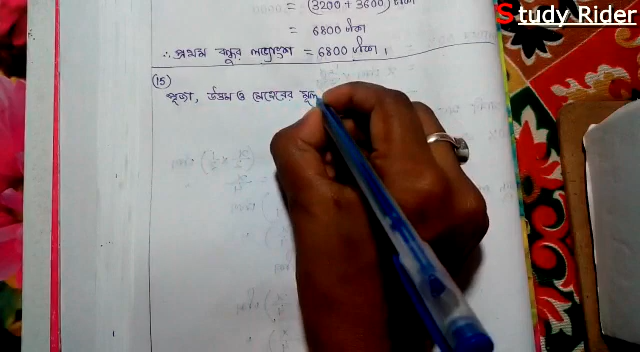 Study Rider
= (3200 + 3600) টাকা
= 6800 টাকা
∴ প্রথম বন্ধুর লভ্যাংশ = 6800 টাকা।
(15)
পূজা, উত্তম ও মেহের মূল